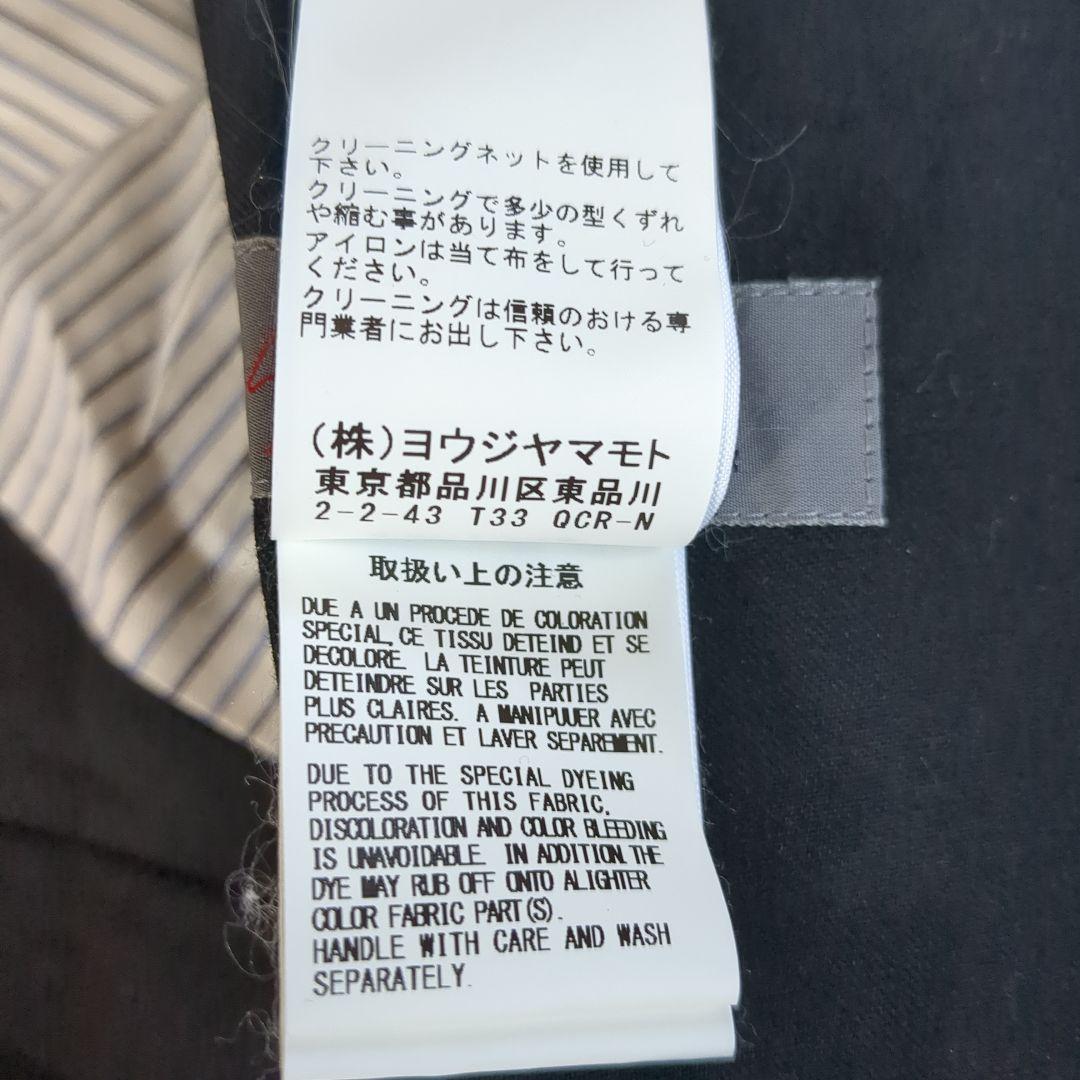 クリーニングネットを使用して
下さい。
クリーニングで多少の型くずれ
や縮む事があります。
アイロンは当て布をして行って
ください。
クリーニングは信頼のおける専
門業者にお出し下さい。
(株)ヨウジヤマモト
東京都品川区東品川
2-2-43 T33 QCR-N
取扱い上の注意
DUE A UN PROCEDE DE COLORATION
SPECIAL, CE TISSU DETEIND ET SE
DECOLORE. LA TEINTURE PEUT
DETEINDRE SUR LES PARTIES
PLUS CLAIRES. A MANIPULER AVEC
PRECAUTION ET LAVER SEPAREMENT.
DUE TO THE SPECIAL DYEING
PROCESS OF THIS FABRIC,
DISCOLORATION AND COLOR BLEEDING
IS UNAVOIDABLE. IN ADDITION, THE
DYE MAY RUB OFF ONTO A LIGHTER
COLOR FABRIC PART(S).
HANDLE WITH CARE AND WASH
SEPARATELY.